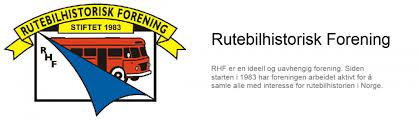 RUTEBILHISTORISK FORENING
STIFTET 1983
RHF
Rutebilhistorisk Forening
RHF er en ideell og uavhengig forening. Siden
starten i 1983 har foreningen arbeidet aktivt for å
samle alle med interesse for rutebilhistorien i Norge.